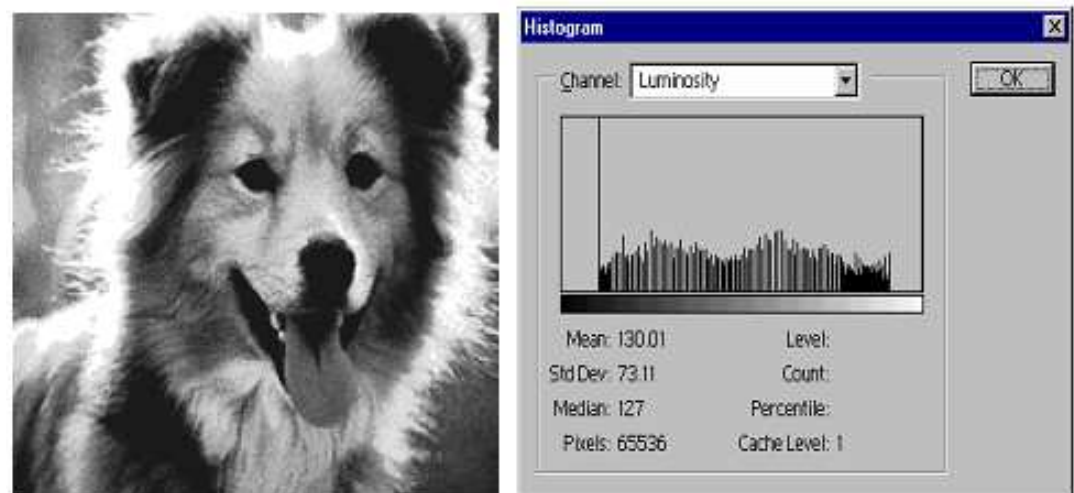 Histogram
Channel: Luminosity
OK
Mean: 130.01 Level:
Std Dev: 73.11 Count:
Median: 127 Percentile:
Pixels: 65536 Cache Level: 1